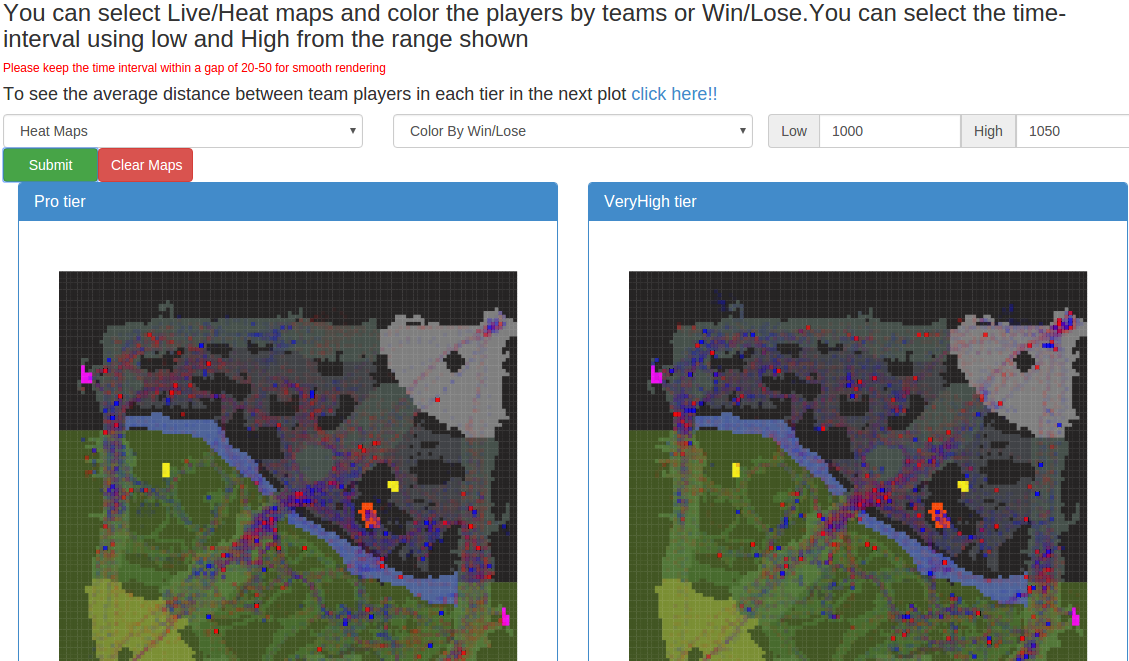 You can select Live/Heat maps and color the players by teams or Win/Lose.You can select the time-
interval using low and High from the range shown
Please keep the time interval within a gap of 20-50 for smooth rendering
To see the average distance between team players in each tier in the next plot click here!!
Heat Maps
Color By Win/Lose
Low
1000
High
1050
Submit
Clear Maps
Pro tier
VeryHigh tier